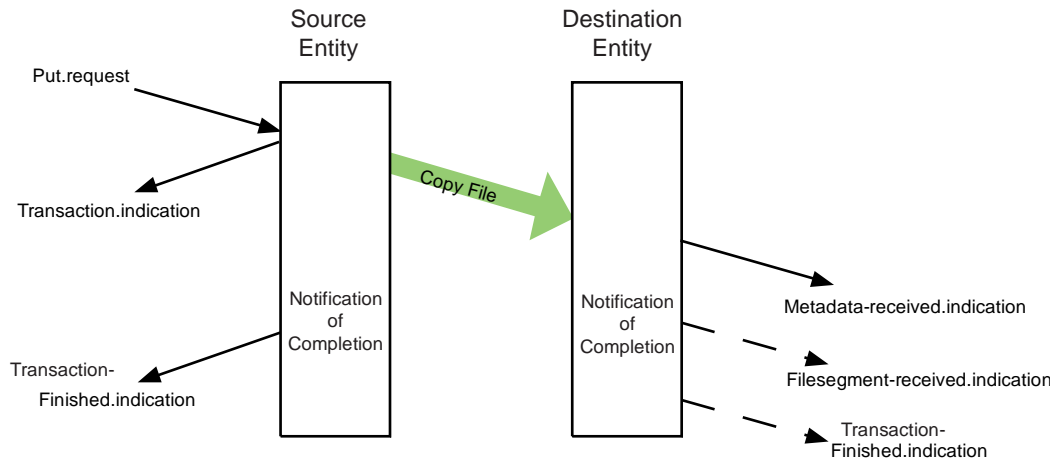 Source
Entity
Destination
Entity
Put.request
Copy File
Transaction.indication
Metadata-received.indication
Notification
of
Completion
Notification
of
Completion
Transaction-
Finished.indication
Filesegment-received.indication
Transaction-
Finished.indication